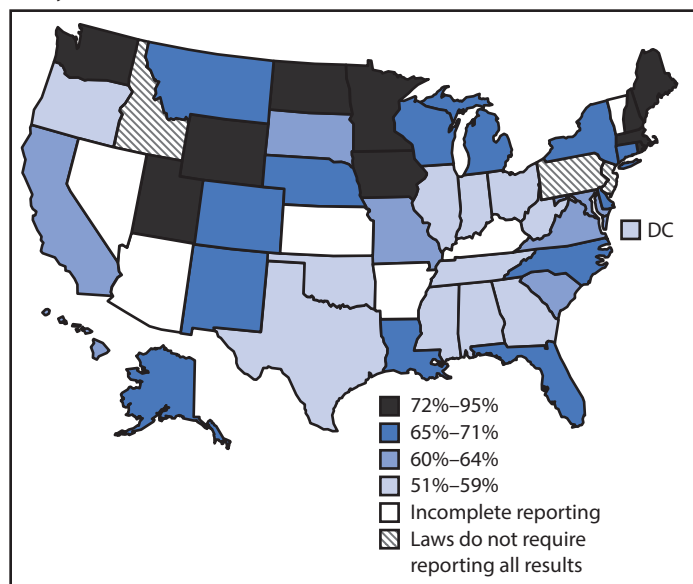 DC
72%–95%
65%–71%
60%–64%
51%–59%
Incomplete reporting
Laws do not require
reporting all results